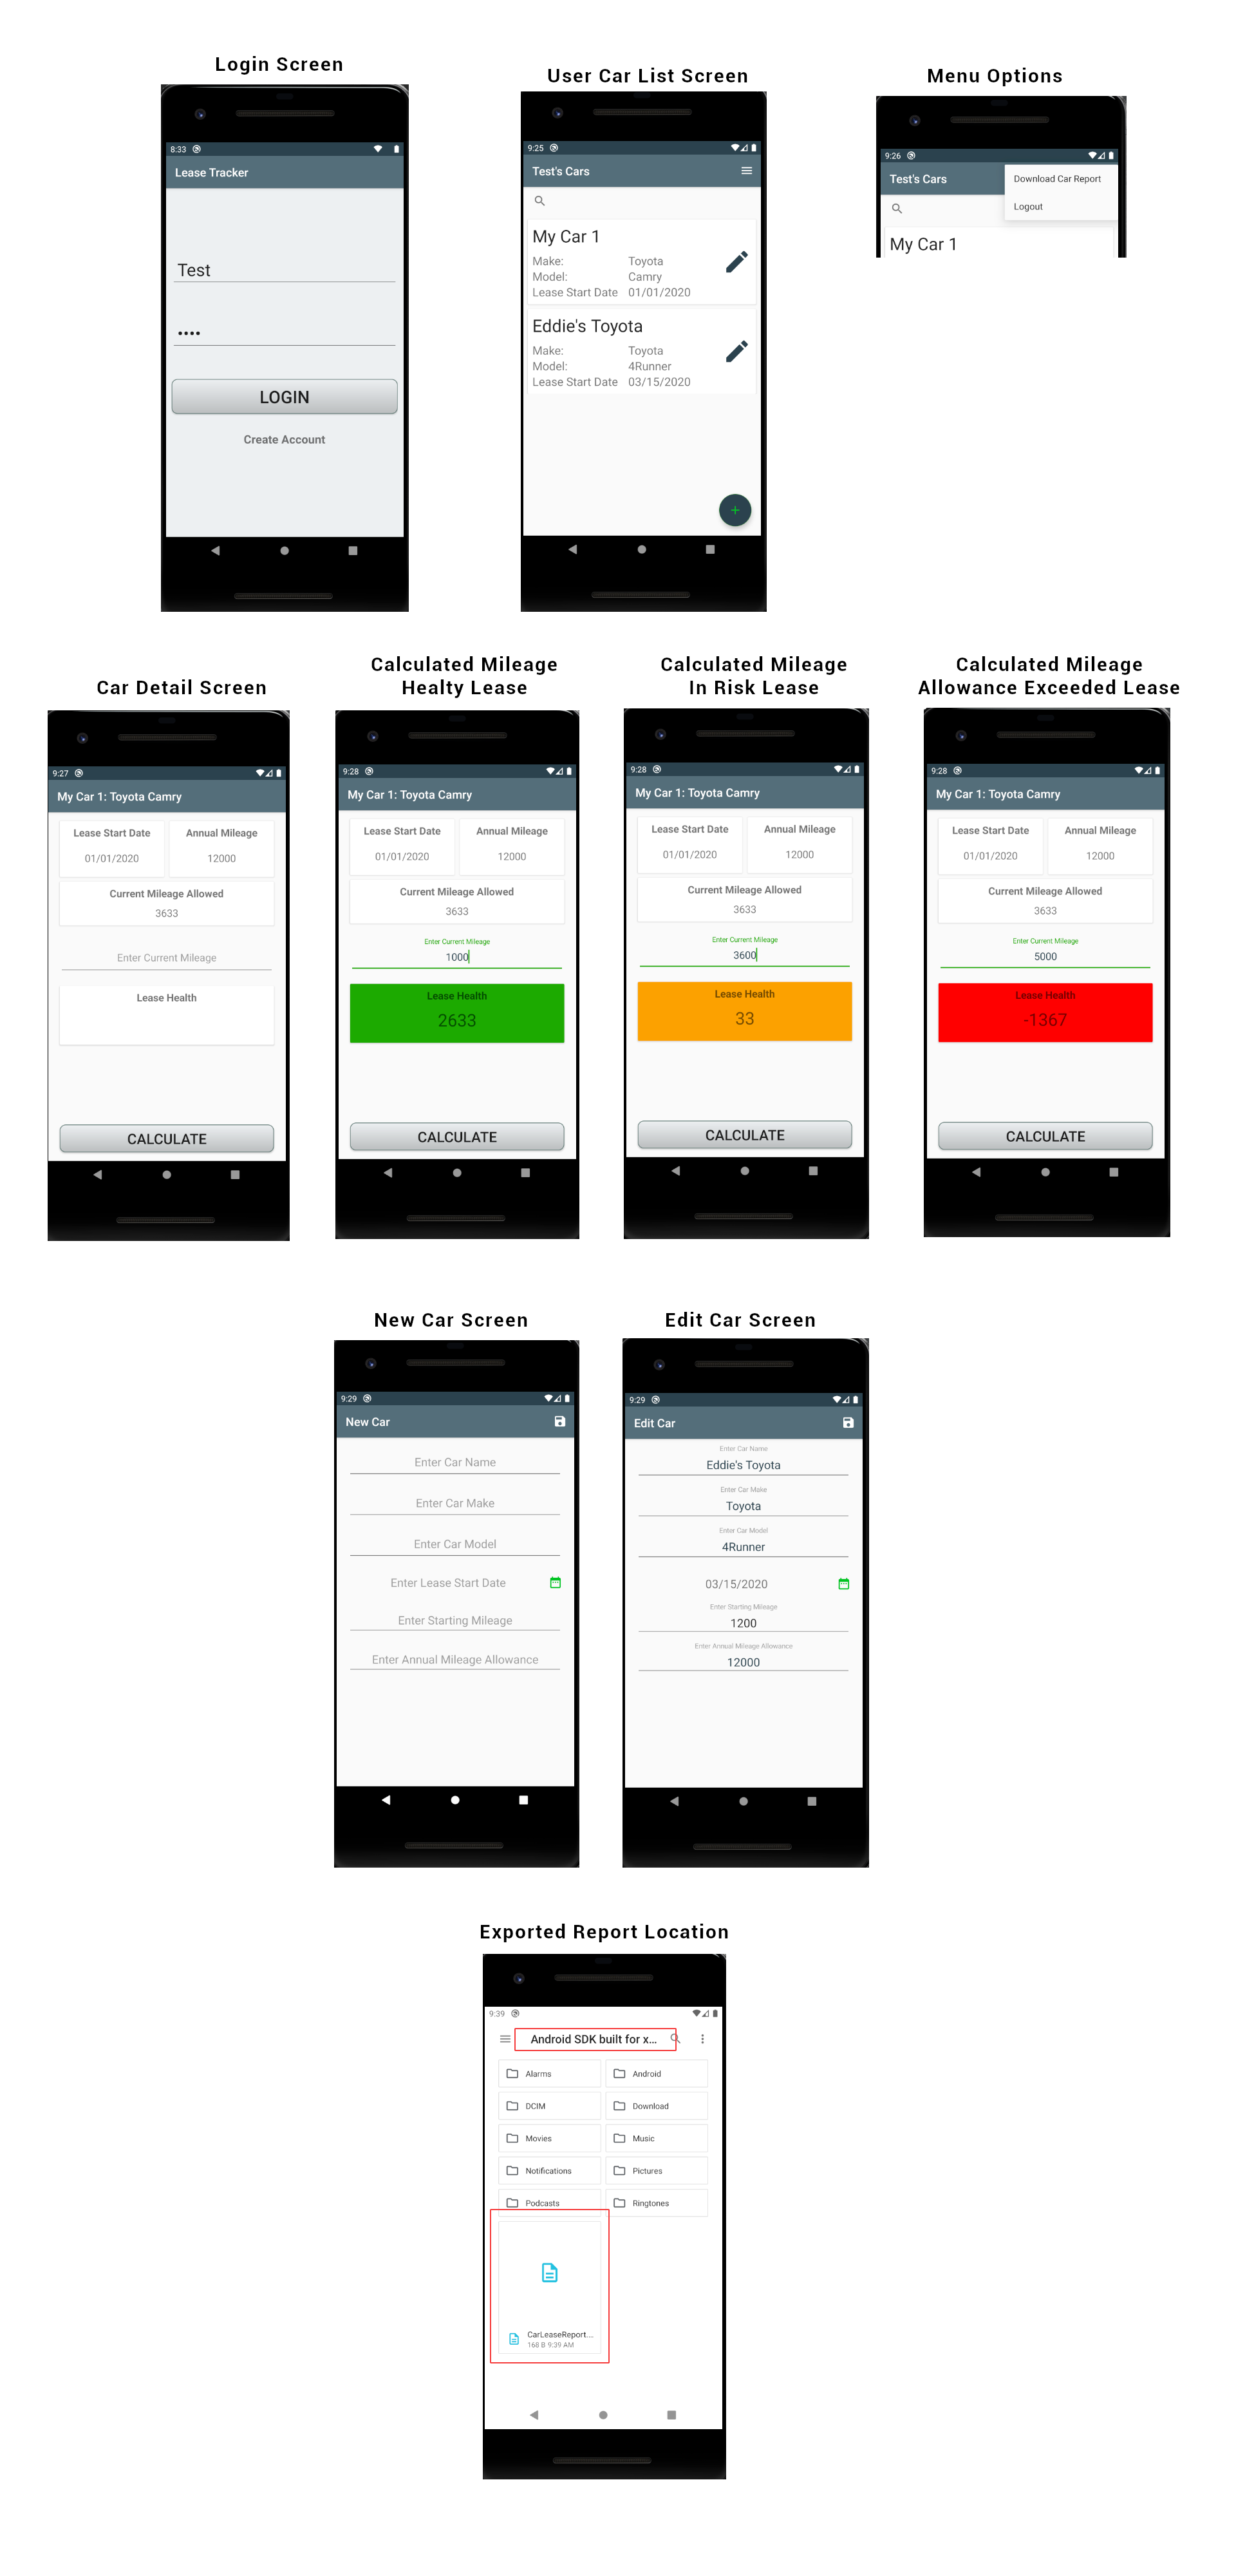 Login Screen
8:33
Lease Tracker
Test
••••
LOGIN
Create Account
User Car List Screen
9:25
Test's Cars
My Car 1
Make: Toyota
Model: Camry
Lease Start Date 01/01/2020
Eddie's Toyota
Make: Toyota
Model: 4Runner
Lease Start Date 03/15/2020
+
Menu Options
9:26
Test's Cars
Download Car Report
Logout
My Car 1
Car Detail Screen
9:27
My Car 1: Toyota Camry
Lease Start Date Annual Mileage
01/01/2020 12000
Current Mileage Allowed
3633
Enter Current Mileage
Lease Health
CALCULATE
Calculated Mileage
Healty Lease
9:28
My Car 1: Toyota Camry
Lease Start Date Annual Mileage
01/01/2020 12000
Current Mileage Allowed
3633
Enter Current Mileage
1000
Lease Health
2633
CALCULATE
Calculated Mileage
In Risk Lease
9:28
My Car 1: Toyota Camry
Lease Start Date Annual Mileage
01/01/2020 12000
Current Mileage Allowed
3633
Enter Current Mileage
3600
Lease Health
33
CALCULATE
Calculated Mileage
Allowance Exceeded Lease
9:28
My Car 1: Toyota Camry
Lease Start Date Annual Mileage
01/01/2020 12000
Current Mileage Allowed
3633
Enter Current Mileage
5000
Lease Health
-1367
CALCULATE
New Car Screen
9:29
New Car
Enter Car Name
Enter Car Make
Enter Car Model
Enter Lease Start Date
Enter Starting Mileage
Enter Annual Mileage Allowance
Edit Car Screen
9:29
Edit Car
Enter Car Name
Eddie's Toyota
Enter Car Make
Toyota
Enter Car Model
4Runner
03/15/2020
Enter Starting Mileage
1200
Enter Annual Mileage Allowance
12000
Exported Report Location
9:39
Android SDK built for x...
Alarms Android
DCIM Download
Movies Music
Notifications Pictures
Podcasts Ringtones
CarLeaseReport...
168 B 9:39 AM